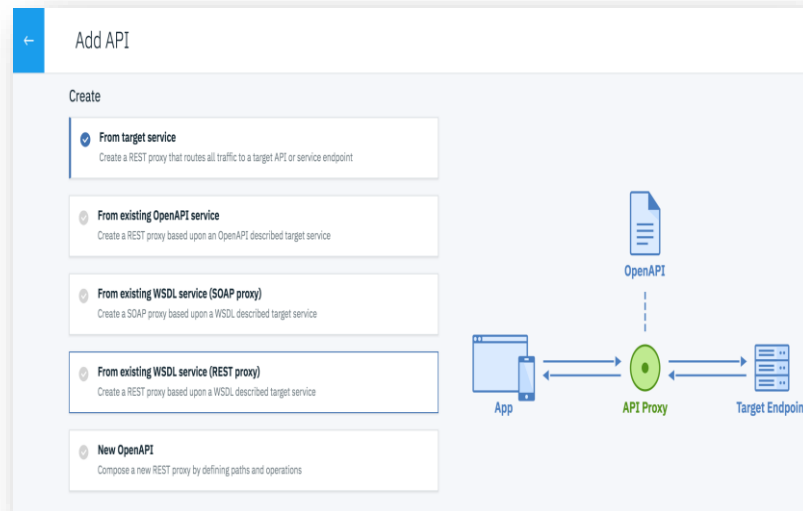 Add API
Create
From target service
Create a REST proxy that routes all traffic to a target API or service endpoint
From existing OpenAPI service
Create a REST proxy based upon an OpenAPI described target service
From existing WSDL service (SOAP proxy)
Create a SOAP proxy based upon a WSDL described target service
From existing WSDL service (REST proxy)
Create a REST proxy based upon a WSDL described target service
New OpenAPI
Compose a new REST proxy by defining paths and operations
OpenAPI
App
API Proxy
Target Endpoin